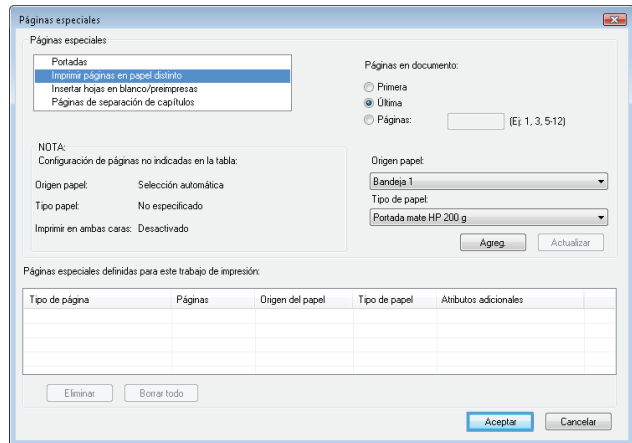 Páginas especiales
Páginas especiales
Portadas
Imprimir páginas en papel distinto
Insertar hojas en blanco/preimpresas
Páginas de separación de capítulos
Páginas en documento:
Primera
Última
Páginas: (Ej: 1, 3, 5-12)
NOTA:
Configuración de páginas no indicadas en la tabla:
Origen papel: Selección automática
Tipo papel: No especificado
Imprimir en ambas caras: Desactivado
Origen papel:
Bandeja 1
Tipo de papel:
Portada mate HP 200 g
Agreg. Actualizar
Páginas especiales definidas para este trabajo de impresión:
Tipo de página Páginas Origen del papel Tipo de papel Atributos adicionales
Eliminar Borrar todo
Aceptar Cancelar